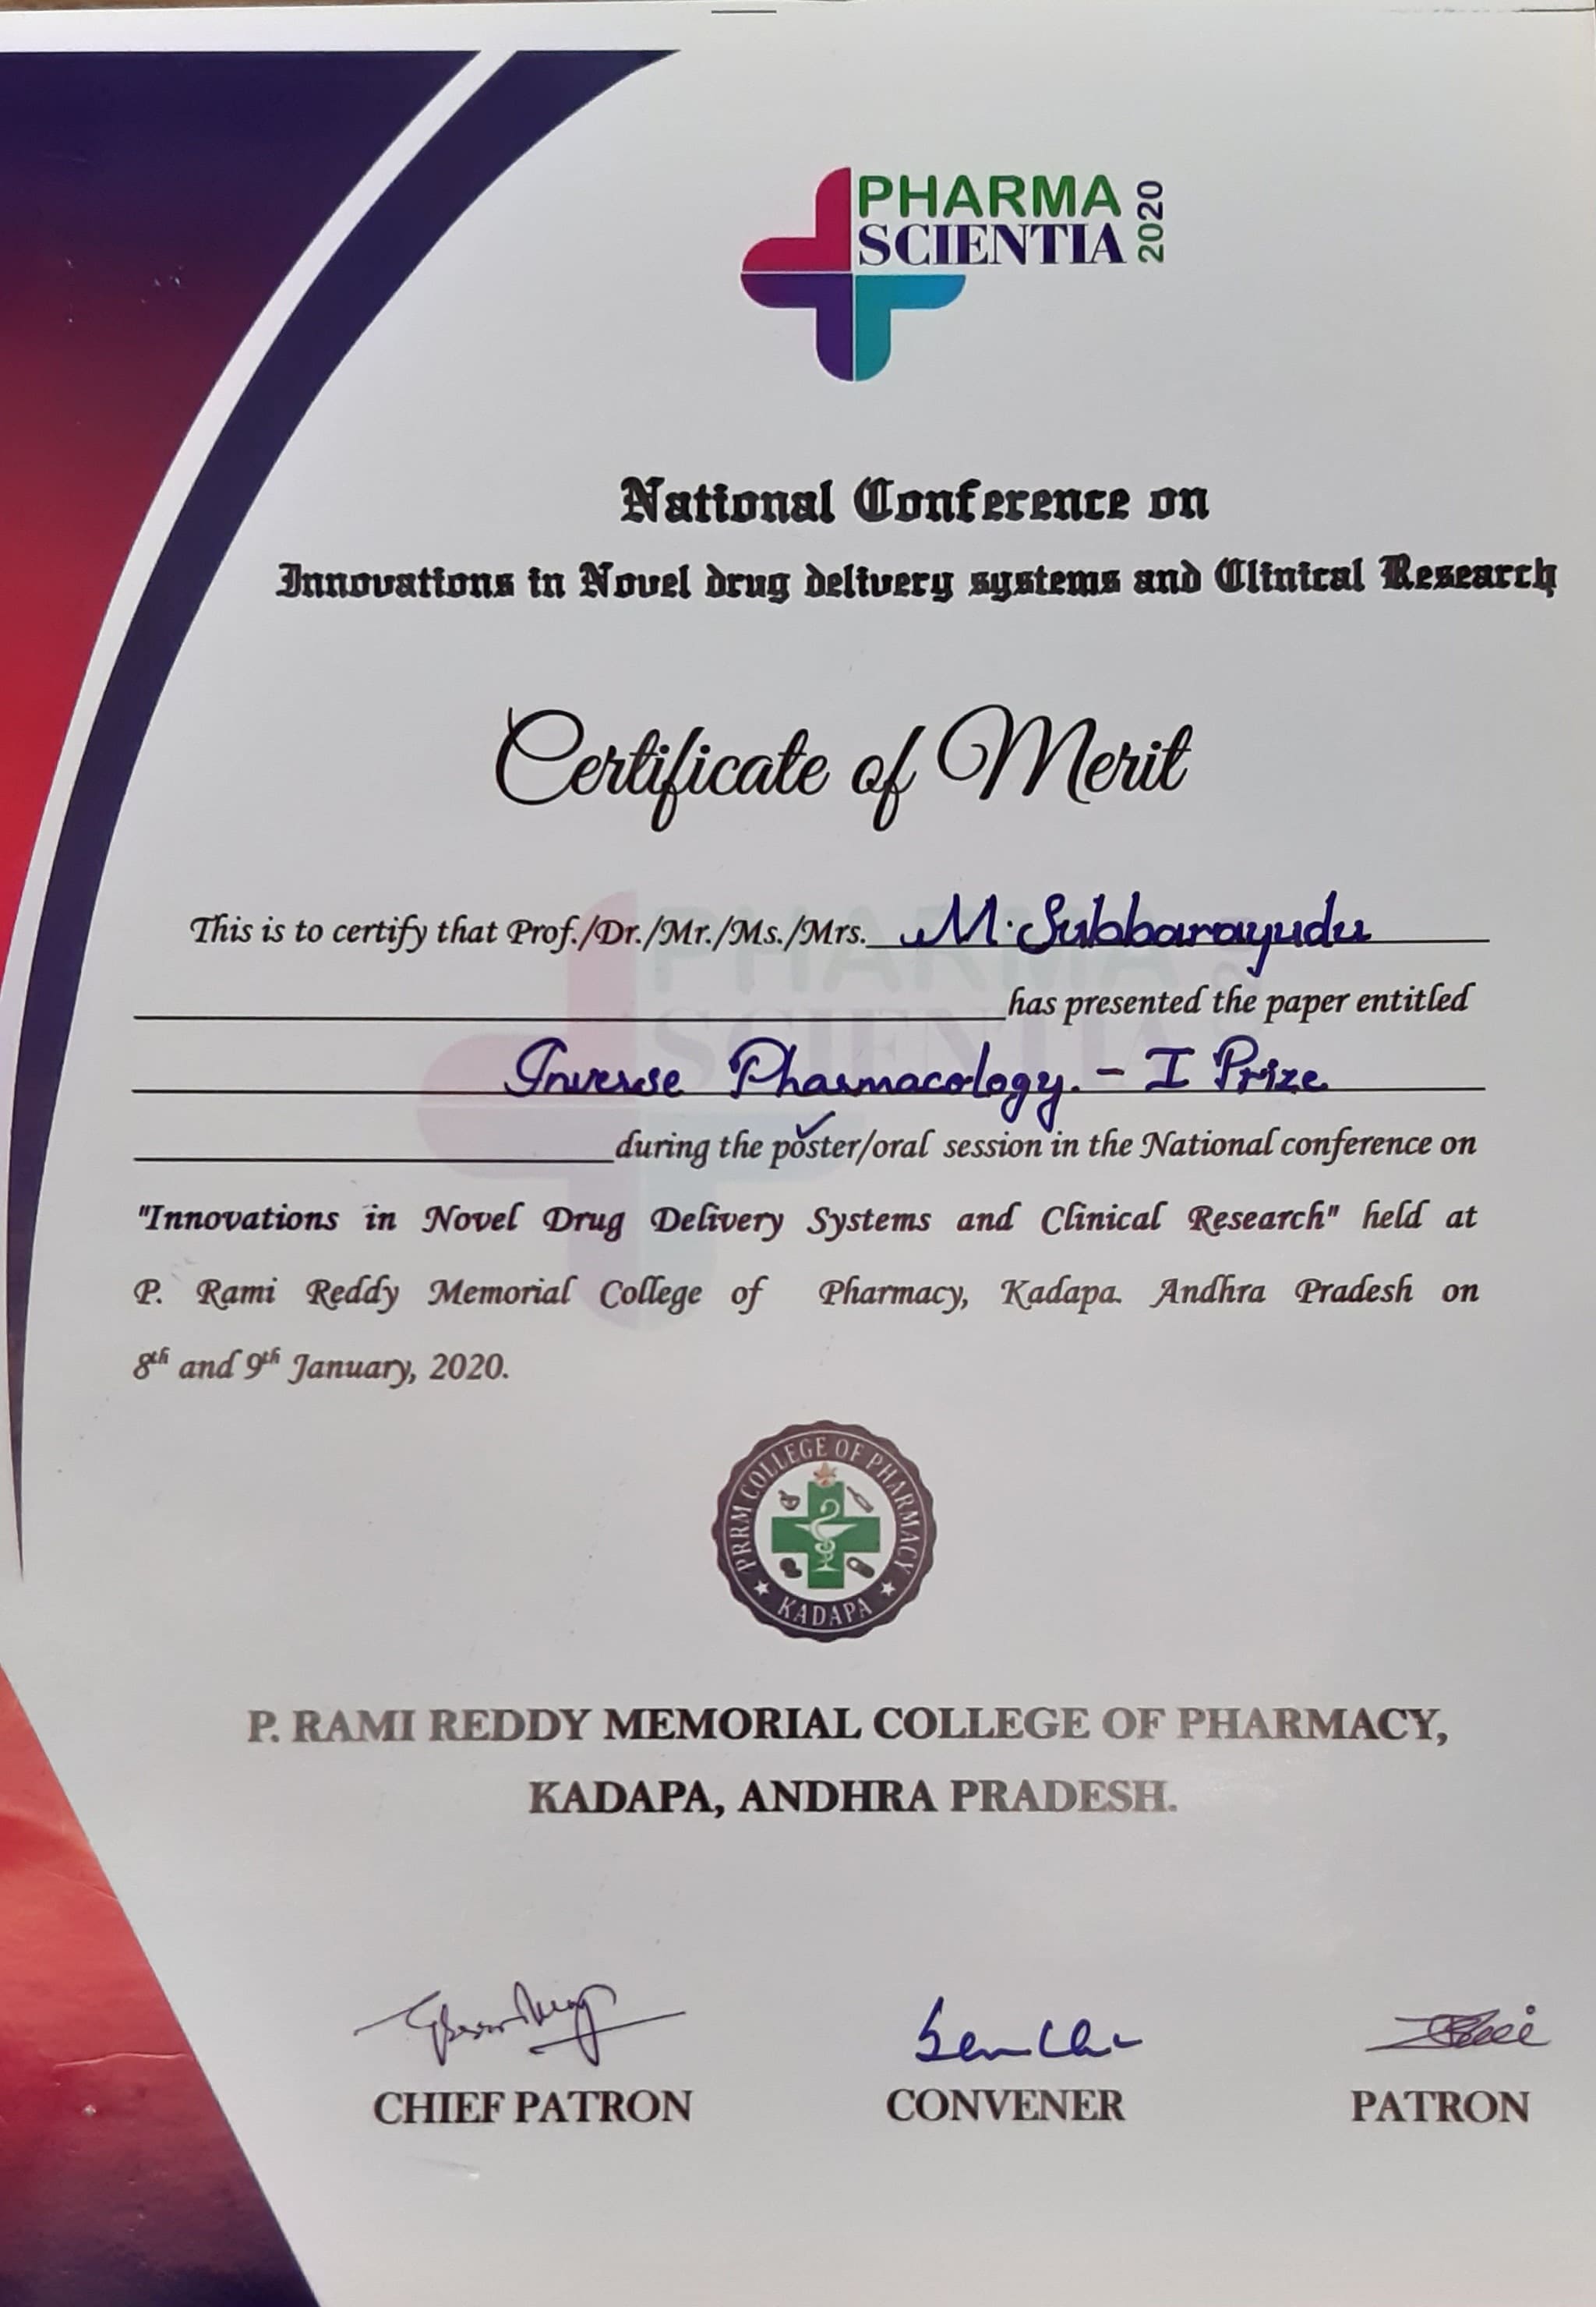 PHARMA
SCIENTIA
2020
National Conference on
Innovations in Novel drug delivery systems and Clinical Research
Certificate of Merit
This is to certify that Prof./Dr./Mr./Ms./Mrs. M. Subbarayudu
has presented the paper entitled
Inverse Pharmacology. - I Prize
during the poster/oral session in the National conference on
"Innovations in Novel Drug Delivery Systems and Clinical Research" held at
P. Rami Reddy Memorial College of Pharmacy, Kadapa. Andhra Pradesh on
8th and 9th January, 2020.
PRRM COLLEGE OF PHARMACY
KADAPA
P. RAMI REDDY MEMORIAL COLLEGE OF PHARMACY,
KADAPA, ANDHRA PRADESH.
CHIEF PATRON CONVENER PATRON